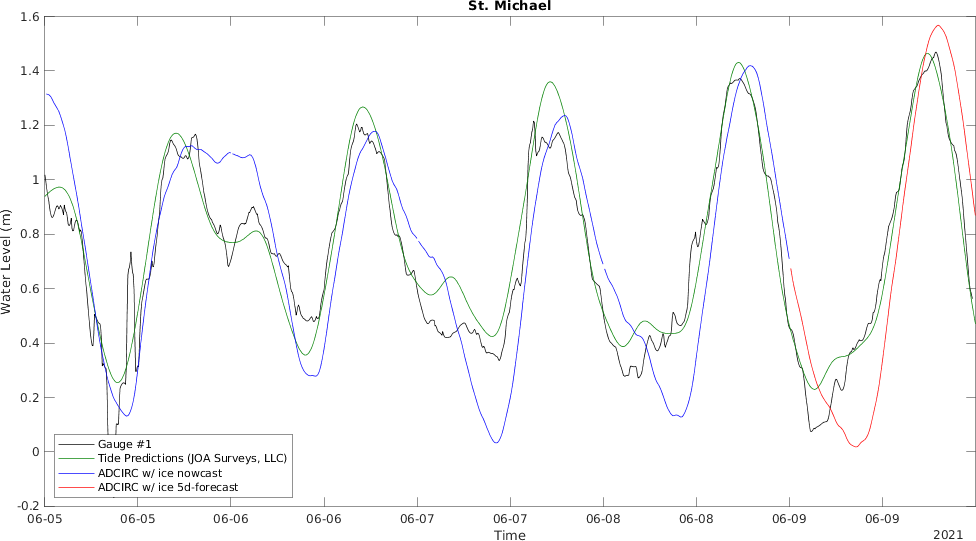 St. Michael
1.6
1.4
1.2
1
0.8
0.6
0.4
0.2
0
-0.2
Water Level (m)
Gauge #1
Tide Predictions (JOA Surveys, LLC)
ADCIRC w/ ice nowcast
ADCIRC w/ ice 5d-forecast
06-05 06-05 06-06 06-06 06-07 06-07 06-08 06-08 06-09 06-09
Time
2021